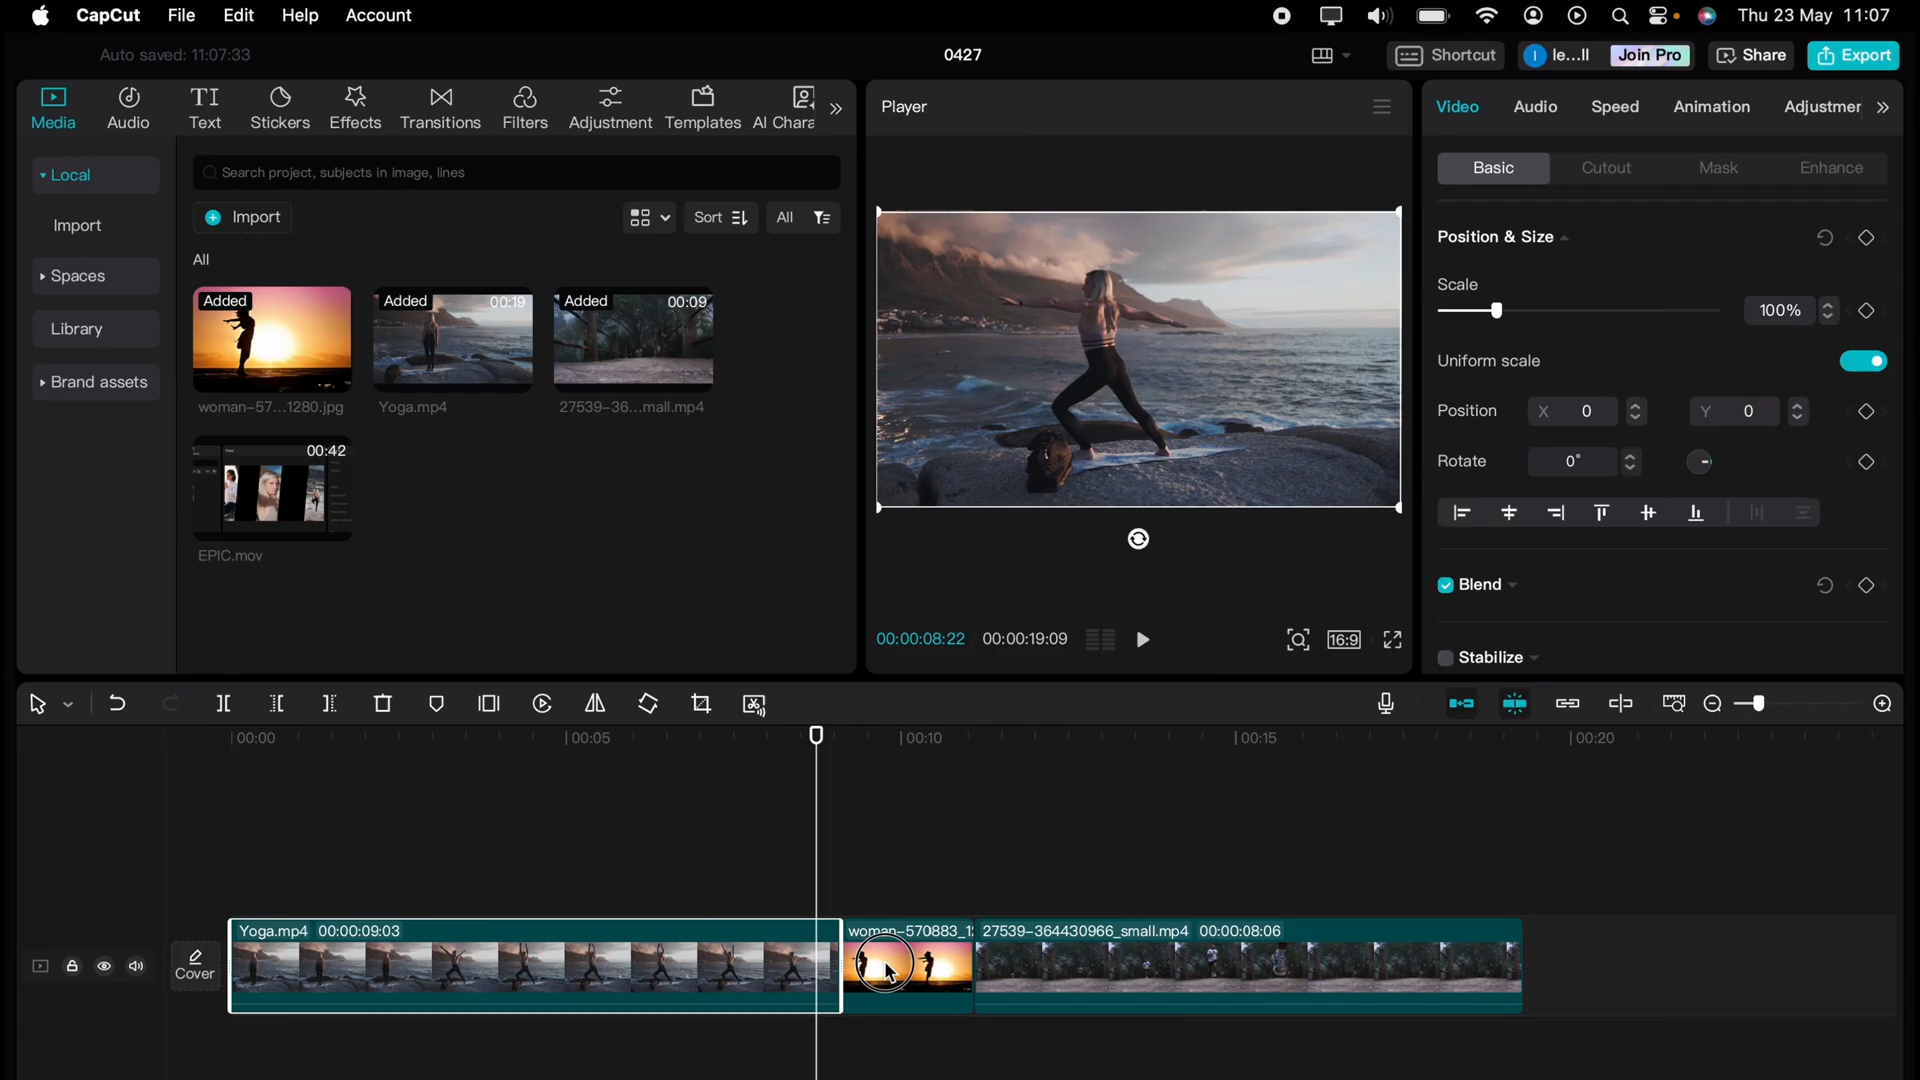 CapCut File Edit Help Account Thu 23 May 11:07
Auto saved: 11:07:33 0427 Shortcut I le...ll Join Pro Share Export
Media Audio Text Stickers Effects Transitions Filters Adjustment Templates AI Chara
Player
Video Audio Speed Animation Adjustmer
Local
Import
Spaces
Library
Brand assets
Search project, subjects in image, lines
Import Sort All
All
Added Added 00:19 Added 00:09
woman-57...1280.jpg Yoga.mp4 27539-36...mall.mp4
00:42
EPIC.mov
00:00:08:22 00:00:19:09 16:9
Basic Cutout Mask Enhance
Position & Size
Scale
100%
Uniform scale
Position X 0 Y 0
Rotate 0°
Blend
Stabilize
00:00 00:05 00:10 00:15 00:20
Cover
Yoga.mp4 00:00:09:03 woman-570883_12 27539-364430966_small.mp4 00:00:08:06